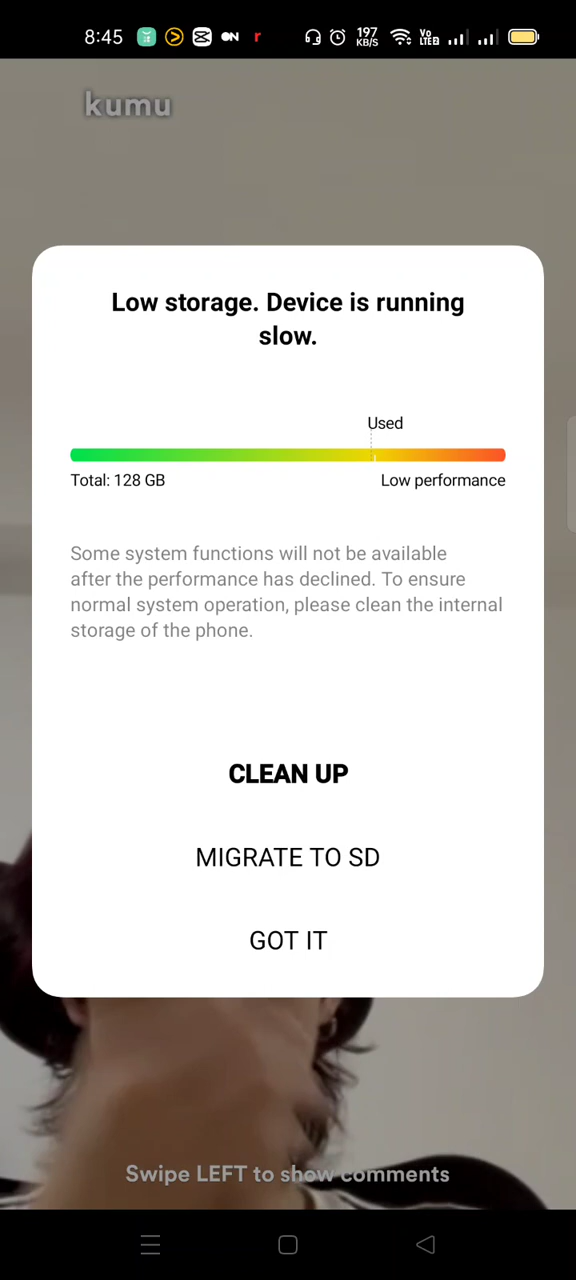 8:45 ON r 197 KB/S Vo LTE2
kumu
Low storage. Device is running
slow.
Used
Total: 128 GB Low performance
Some system functions will not be available
after the performance has declined. To ensure
normal system operation, please clean the internal
storage of the phone.
CLEAN UP
MIGRATE TO SD
GOT IT
Swipe LEFT to show comments